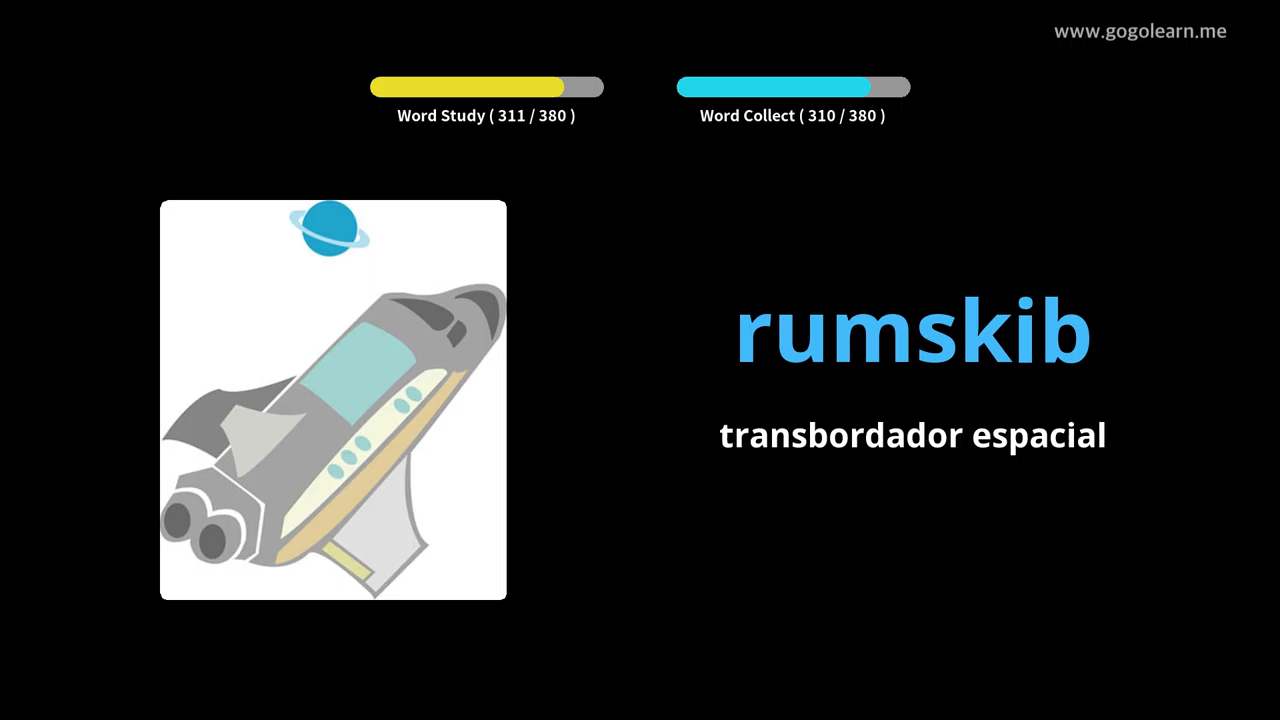 www.gogolearn.me
Word Study ( 311 / 380 )
Word Collect ( 310 / 380 )
rumskib
transbordador espacial